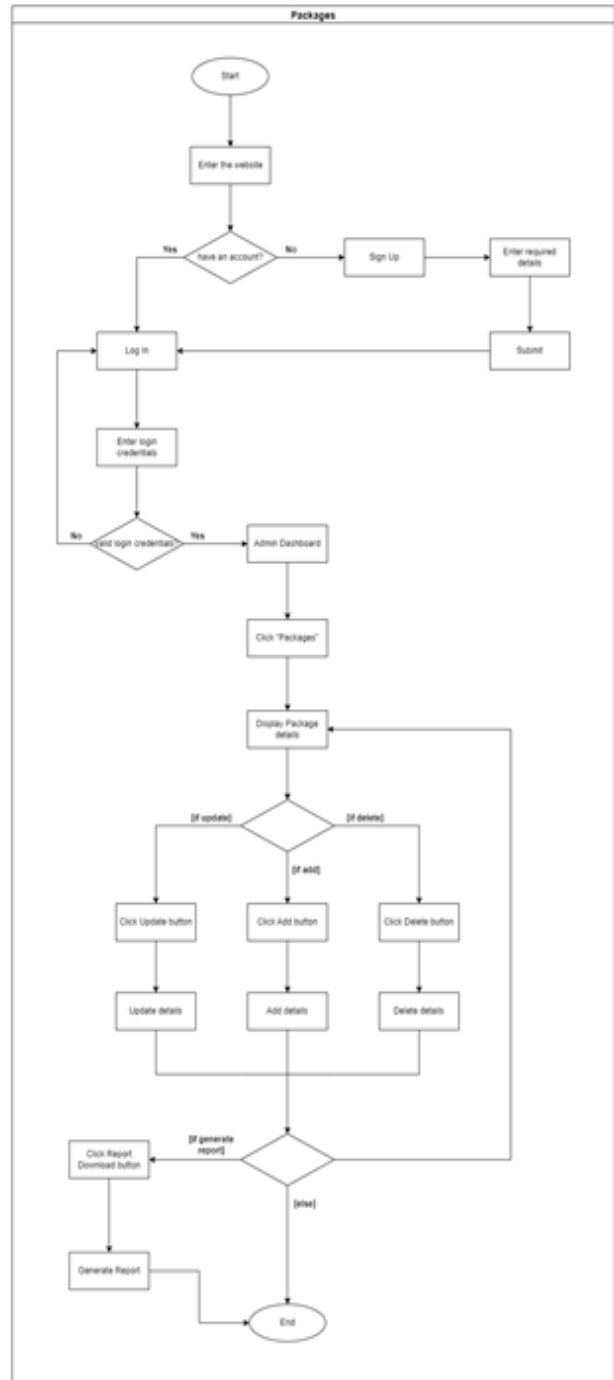 Packages
Start
Enter the website
Yes
have an account?
No
Sign Up
Enter required
details
Log In
Submit
Enter login
credentials
No
valid login credentials?
Yes
Admin Dashboard
Click "Packages"
Display Package
details
[if update]
[if delete]
[if add]
Click Update button
Click Add button
Click Delete button
Update details
Add details
Delete details
[if generate
report]
Click Report
Download button
[else]
Generate Report
End